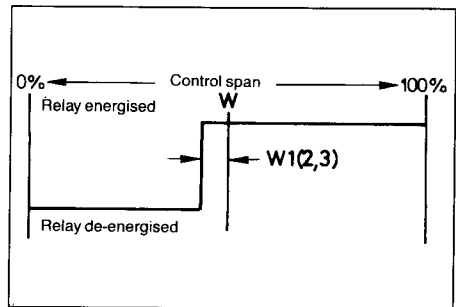 0% Control span 100%
W
Relay energised
W1(2,3)
Relay de-energised